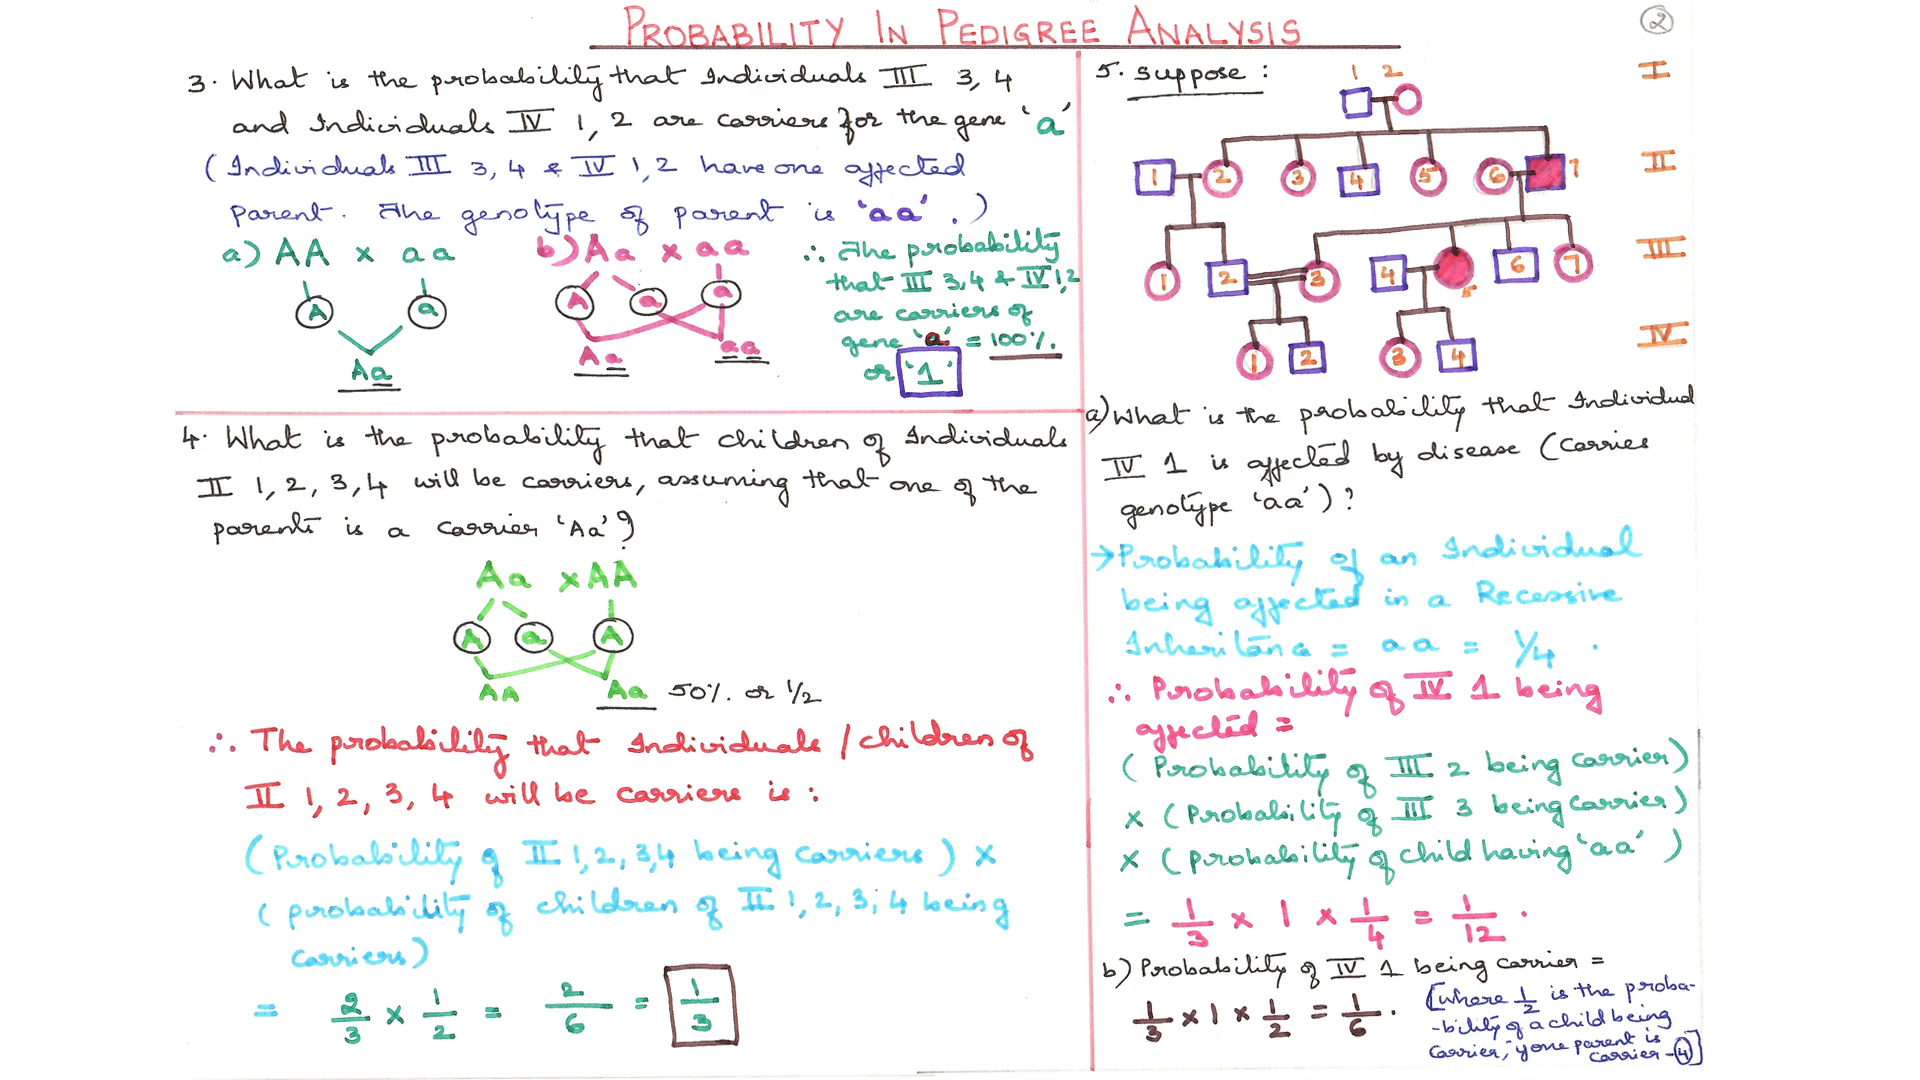 PROBABILITY IN PEDIGREE ANALYSIS
2
3. What is the probability that Individuals III 3, 4
and Individuals IV 1, 2 are carriers for the gene 'a'
(Individuals III 3, 4 & IV 1, 2 have one affected
parent. The genotype of parent is 'aa'.)
a) AA x aa
A a
Aa
b) Aa x aa
A a a
Aa aa
∴ The probability
that III 3,4 & IV 1,2
are carriers of
gene 'a' = 100%.
or '1'
4. What is the probability that children of Individuals
II 1, 2, 3, 4 will be carriers, assuming that one of the
parents is a carrier 'Aa'?
Aa x AA
A a A
AA Aa 50%. or 1/2
∴ The probability that Individuals / children of
II 1, 2, 3, 4 will be carriers is :
(Probability of II 1,2,3,4 being carriers) x
(probability of children of II 1, 2, 3, 4 being
carriers)
= 2/3 x 1/2 = 2/6 = 1/3
5. Suppose :
1 2 I
1 2 3 4 5 6 7 II
1 2 3 4 5 6 7 III
1 2 3 4 IV
a) What is the probability that Individual
IV 1 is affected by disease (carries
genotype 'aa')?
→ Probability of an Individual
being affected in a Recessive
Inheritance = aa = 1/4 .
∴ Probability of IV 1 being
affected =
(Probability of III 2 being carrier)
x (Probability of III 3 being carrier)
x (probability of child having 'aa')
= 1/3 x 1 x 1/4 = 1/12 .
b) Probability of IV 1 being carrier =
1/3 x 1 x 1/2 = 1/6 .
[where 1/2 is the proba-
-bility of a child being
carrier, if one parent is
carrier - 4]